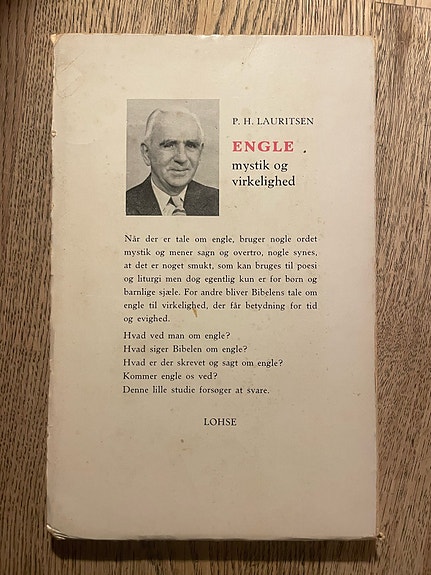 P. H. LAURITSEN
ENGLE
mystik og
virkelighed
Når der er tale om engle, bruger nogle ordet
mystik og mener sagn og overtro, nogle synes,
at det er noget smukt, som kan bruges til poesi
og liturgi men dog egentlig kun er for børn og
barnlige sjæle. For andre bliver Bibelens tale om
engle til virkelighed, der får betydning for tid
og evighed.
Hvad ved man om engle?
Hvad siger Bibelen om engle?
Hvad er der skrevet og sagt om engle?
Kommer engle os ved?
Denne lille studie forsøger at svare.
LOHSE